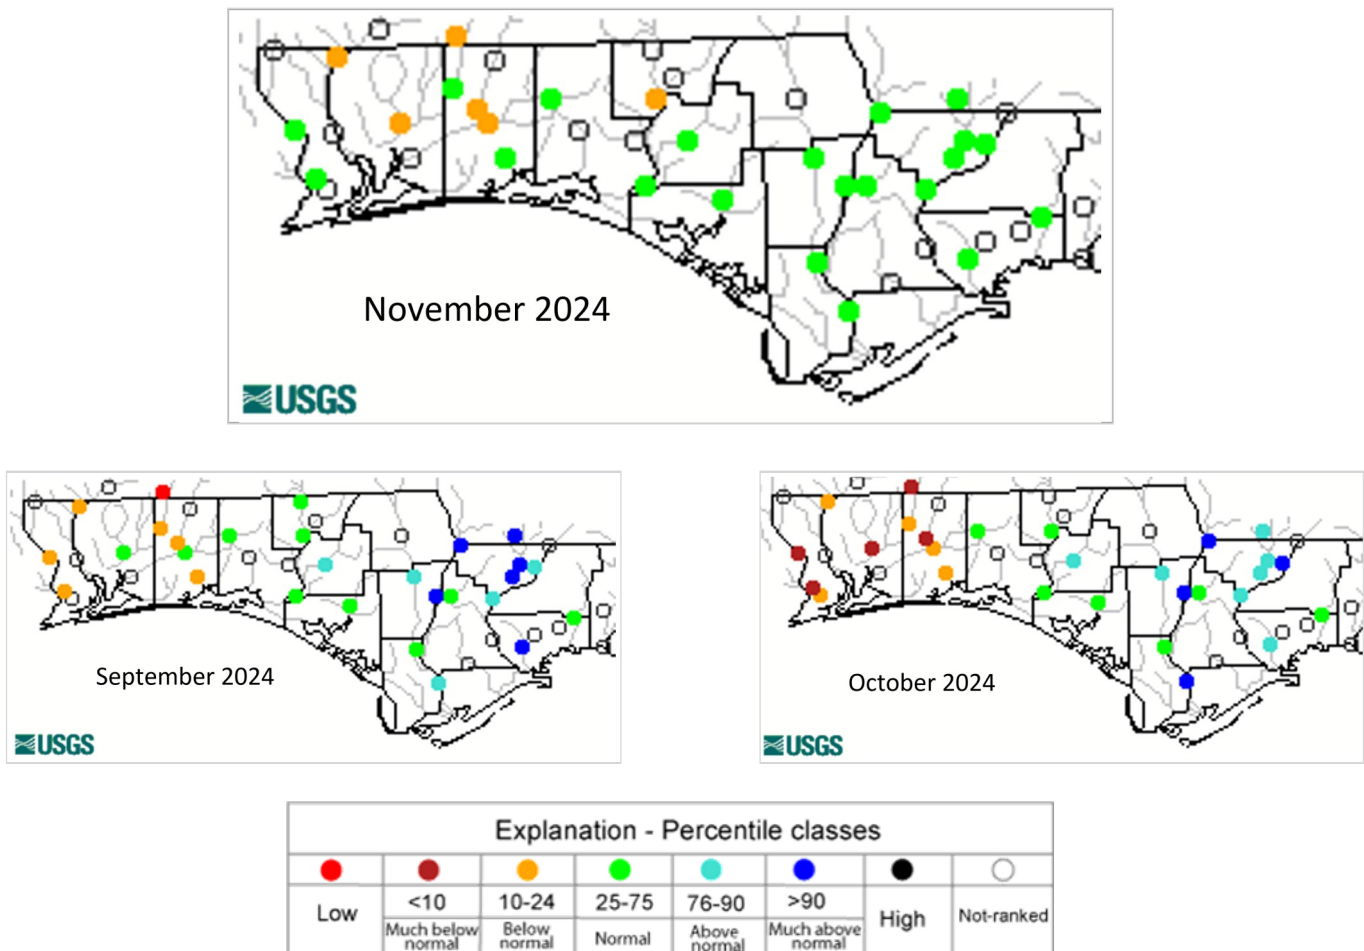 November 2024
USGS
September 2024
USGS
October 2024
USGS
Explanation - Percentile classes
Low
<10
10-24
25-75
76-90
>90
High
Not-ranked
Much below
normal
Below
normal
Normal
Above
normal
Much above
normal